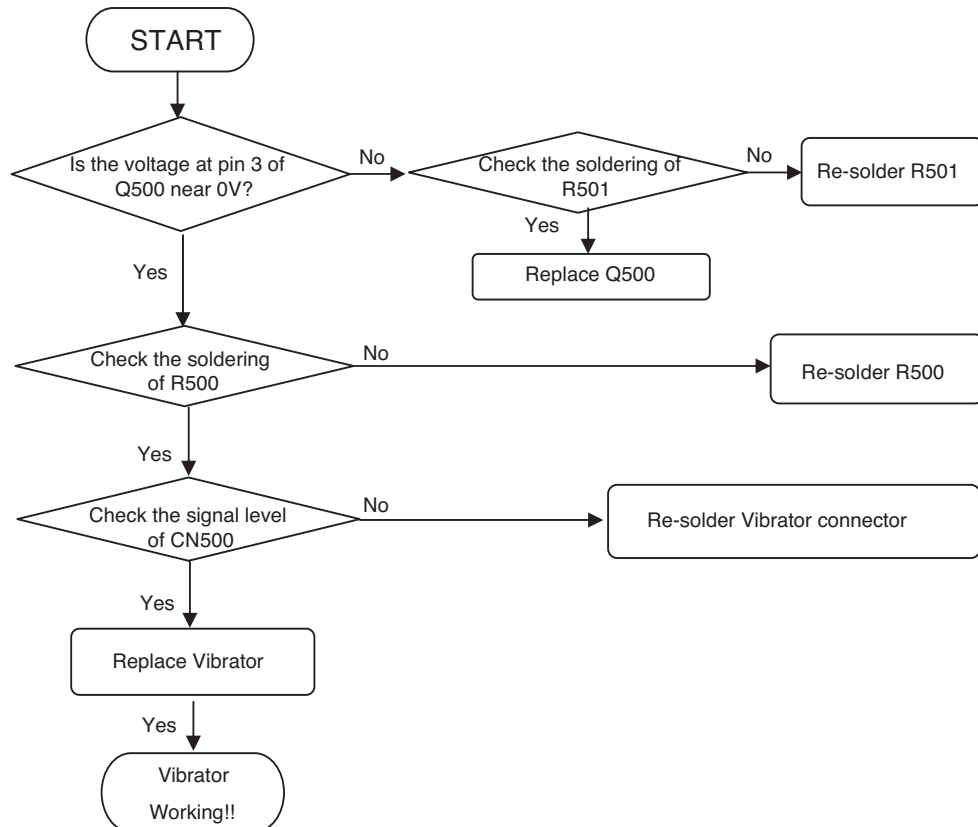 START
Is the voltage at pin 3 of
Q500 near 0V?
No
Check the soldering of
R501
No
Re-solder R501
Yes
Replace Q500
Yes
Check the soldering
of R500
No
Re-solder R500
Yes
Check the signal level
of CN500
No
Re-solder Vibrator connector
Yes
Replace Vibrator
Yes
Vibrator
Working!!